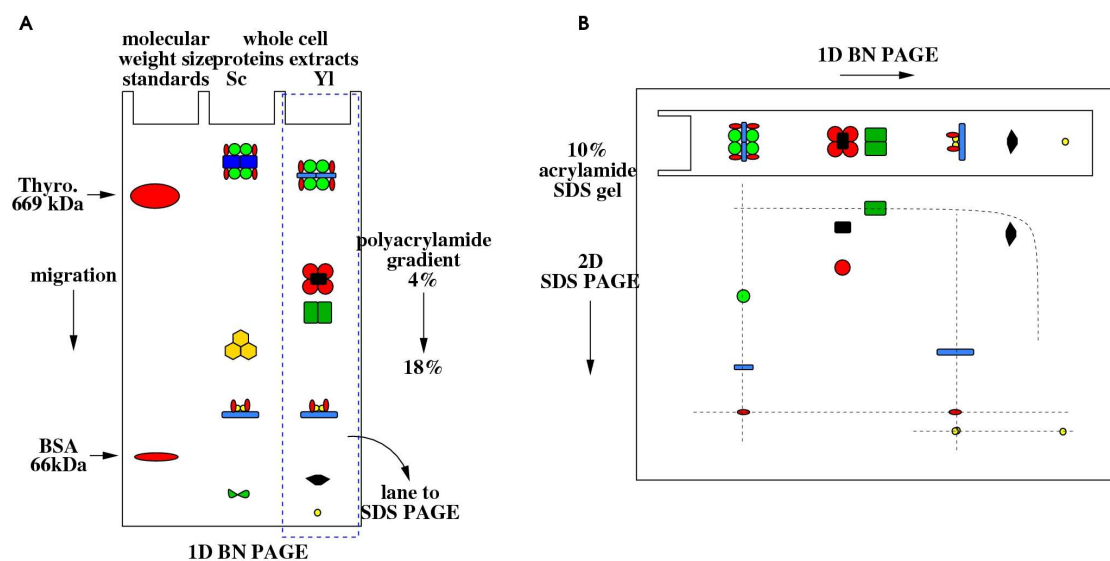 A
molecular
weight size
standards
whole cell
proteins extracts
Sc
Yl
Thyro.
669 kDa
migration
BSA
66kDa
polyacrylamide
gradient
4%
18%
lane to
SDS PAGE
1D BN PAGE
B
1D BN PAGE
10%
acrylamide
SDS gel
2D
SDS PAGE